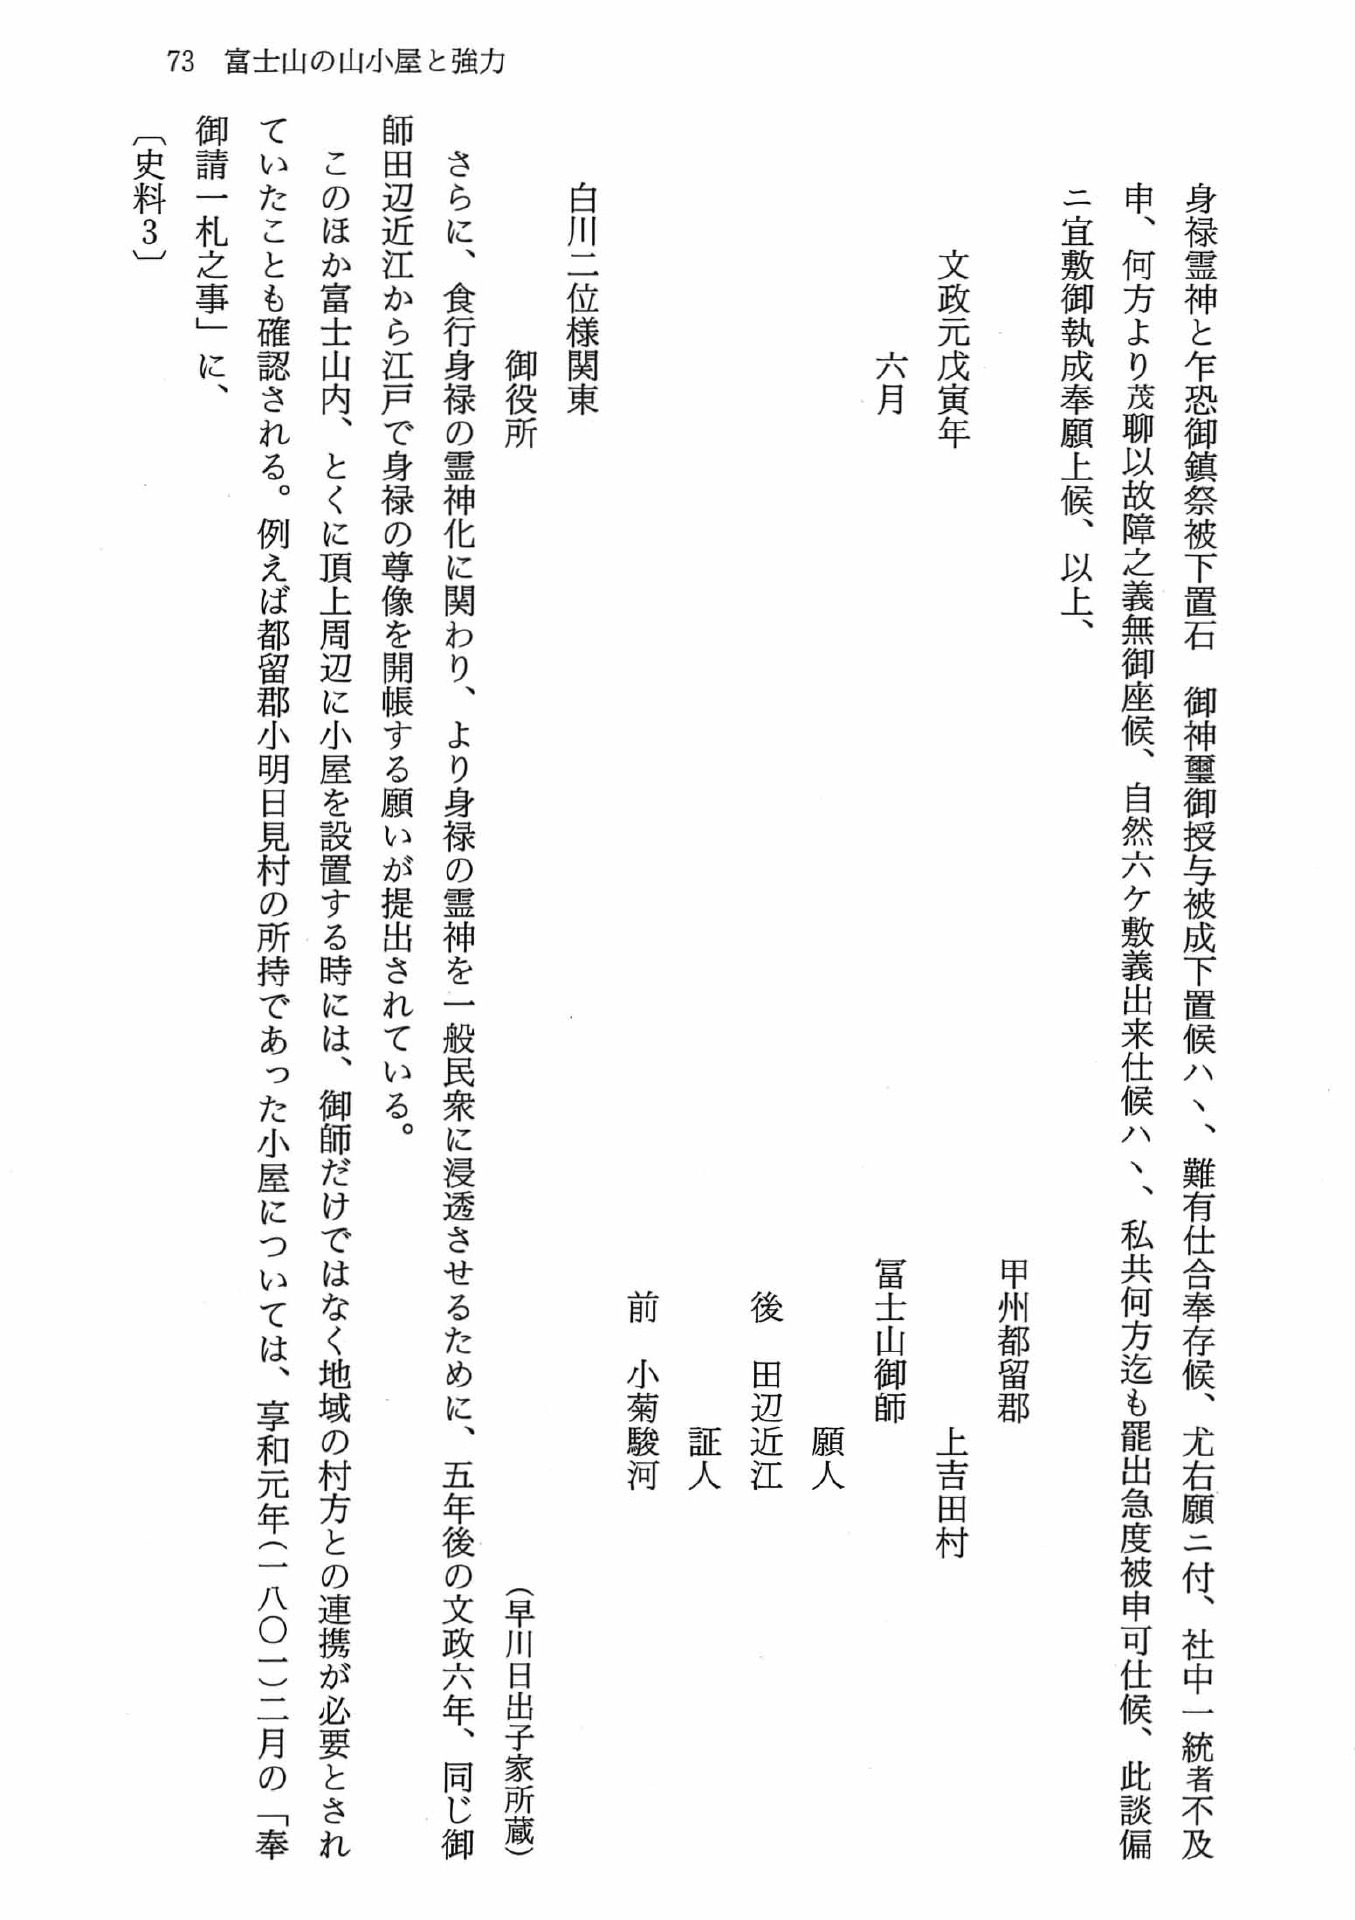 73 富士山の山小屋と強力
身禄霊神と乍恐御鎮祭被下置石　御神璽御授与被成下置候ハヽ、難有仕合奉存候、尤右願ニ付、社中一統者不及
申、何方より茂聊以故障之義無御座候、自然六ケ敷義出来仕候ハヽ、私共何方迄も罷出急度被申可仕候、此談偏
ニ宜敷御執成奉願上候、以上、
甲州都留郡
文政元戊寅年　上吉田村
六月　冨士山御師
願人
後　田辺近江
証人
前　小菊駿河
白川二位様関東
御役所　（早川日出子家所蔵）
さらに、食行身禄の霊神化に関わり、より身禄の霊神を一般民衆に浸透させるために、五年後の文政六年、同じ御
師田辺近江から江戸で身禄の尊像を開帳する願いが提出されている。
このほか富士山内、とくに頂上周辺に小屋を設置する時には、御師だけではなく地域の村方との連携が必要とされ
ていたことも確認される。例えば都留郡小明日見村の所持であった小屋については、享和元年（一八〇一）二月の「奉
御請一札之事」に、
〔史料3〕